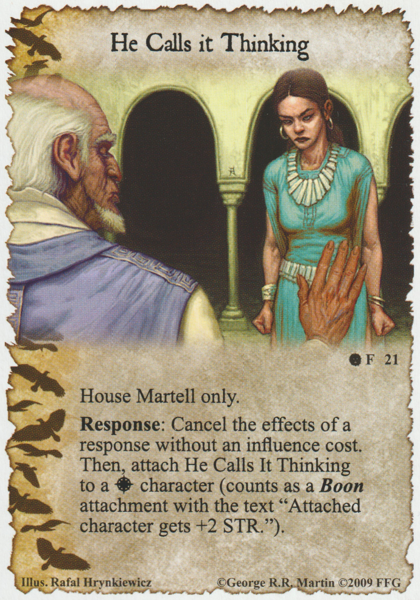 He Calls it Thinking
F 21
House Martell only.
Response: Cancel the effects of a
response without an influence cost.
Then, attach He Calls It Thinking
to a character (counts as a Boon
attachment with the text “Attached
character gets +2 STR.”).
Illus. Rafal Hrynkiewicz ©George R.R. Martin ©2009 FFG